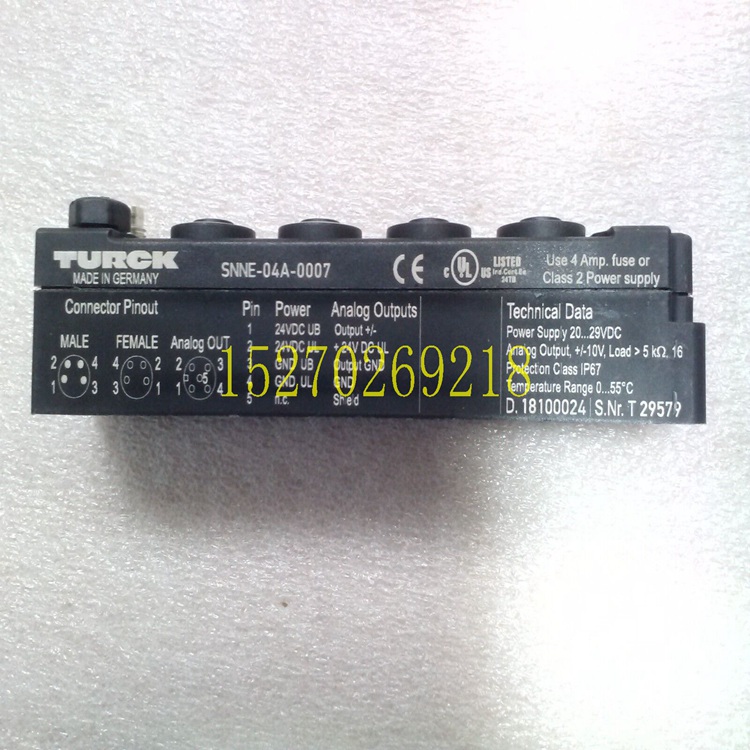 TURCK
MADE IN GERMANY
SNNE-04A-0007
CE
c UL US
LISTED
Use 4 Amp. fuse or
Class 2 Power supply
Connector Pinout
MALE
2 4
1 3
FEMALE
4 2
3 1
Analog OUT
2 3
5
1 4
Pin Power Analog Outputs
1 24VDC UB Output +/-
2 24VDC UL + 24V DC UL
3 GND UB Output GND
4 GND, UL GND
5 n.c. Shield
Technical Data
Power Supply 20...29VDC
Analog Output, +/-10V, Load > 5 kΩ, 16
Protection Class IP67
Temperature Range 0...55°C
D. 18100024 S.Nr. T 29579
15270269218